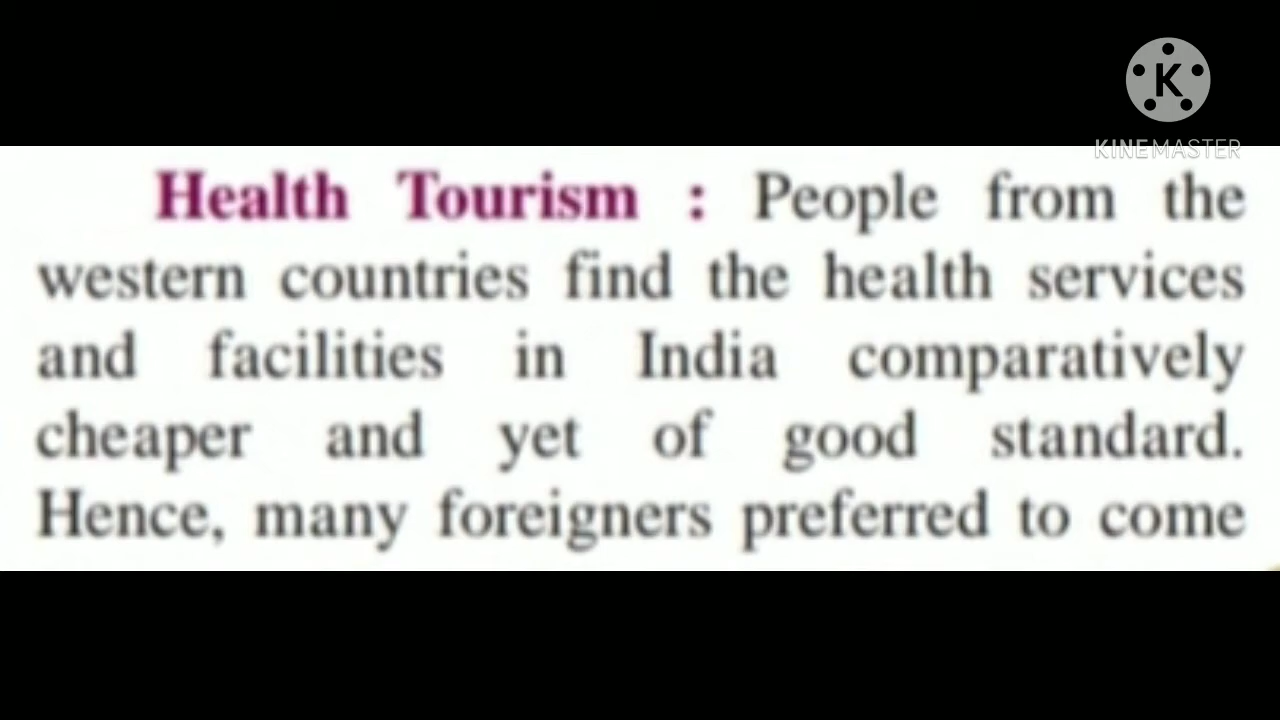 K
KINEMASTER
Health Tourism : People from the
western countries find the health services
and facilities in India comparatively
cheaper and yet of good standard.
Hence, many foreigners preferred to come